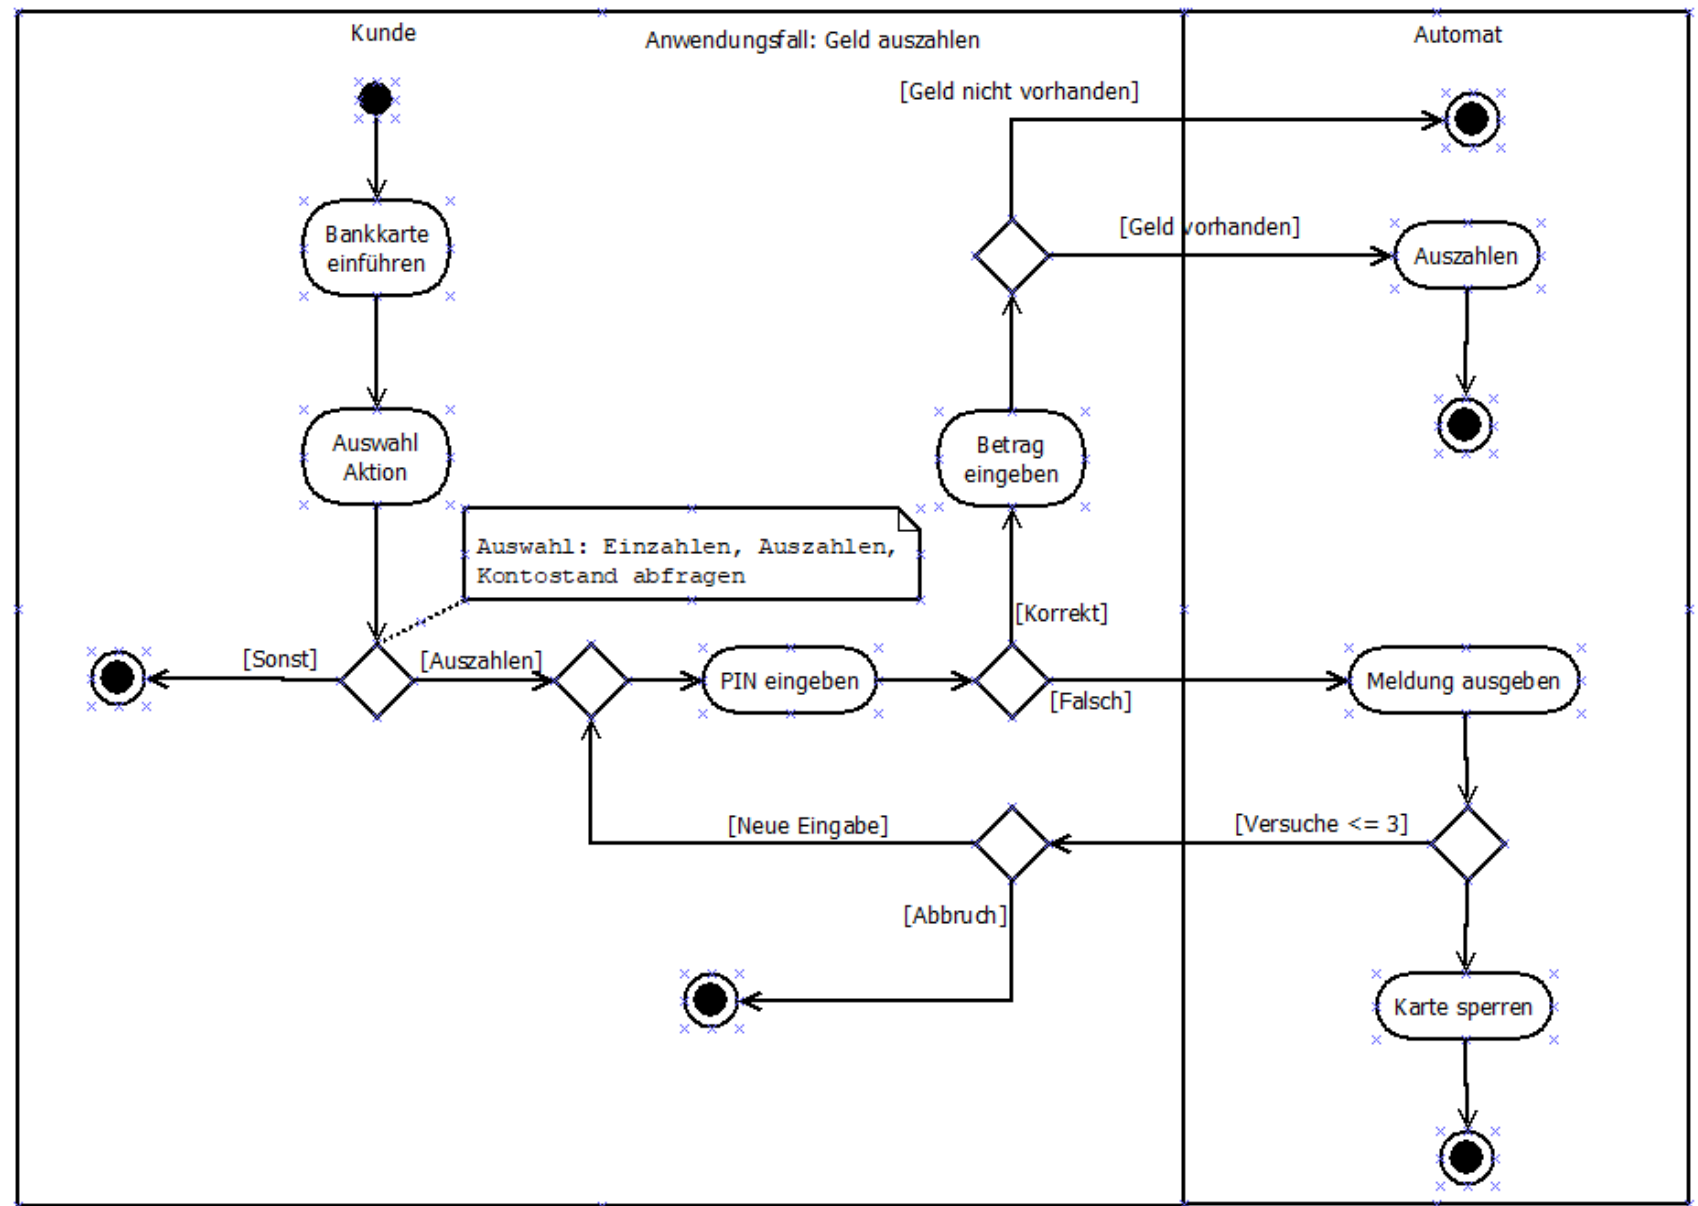 Kunde
Anwendungsfall: Geld auszahlen
Automat
[Geld nicht vorhanden]
Bankkarte
einführen
[Geld vorhanden]
Auszahlen
Auswahl
Aktion
Betrag
eingeben
Auswahl: Einzahlen, Auszahlen,
Kontostand abfragen
[Korrekt]
[Sonst]
[Auszahlen]
PIN eingeben
[Falsch]
Meldung ausgeben
[Neue Eingabe]
[Versuche <= 3]
[Abbruch]
Karte sperren